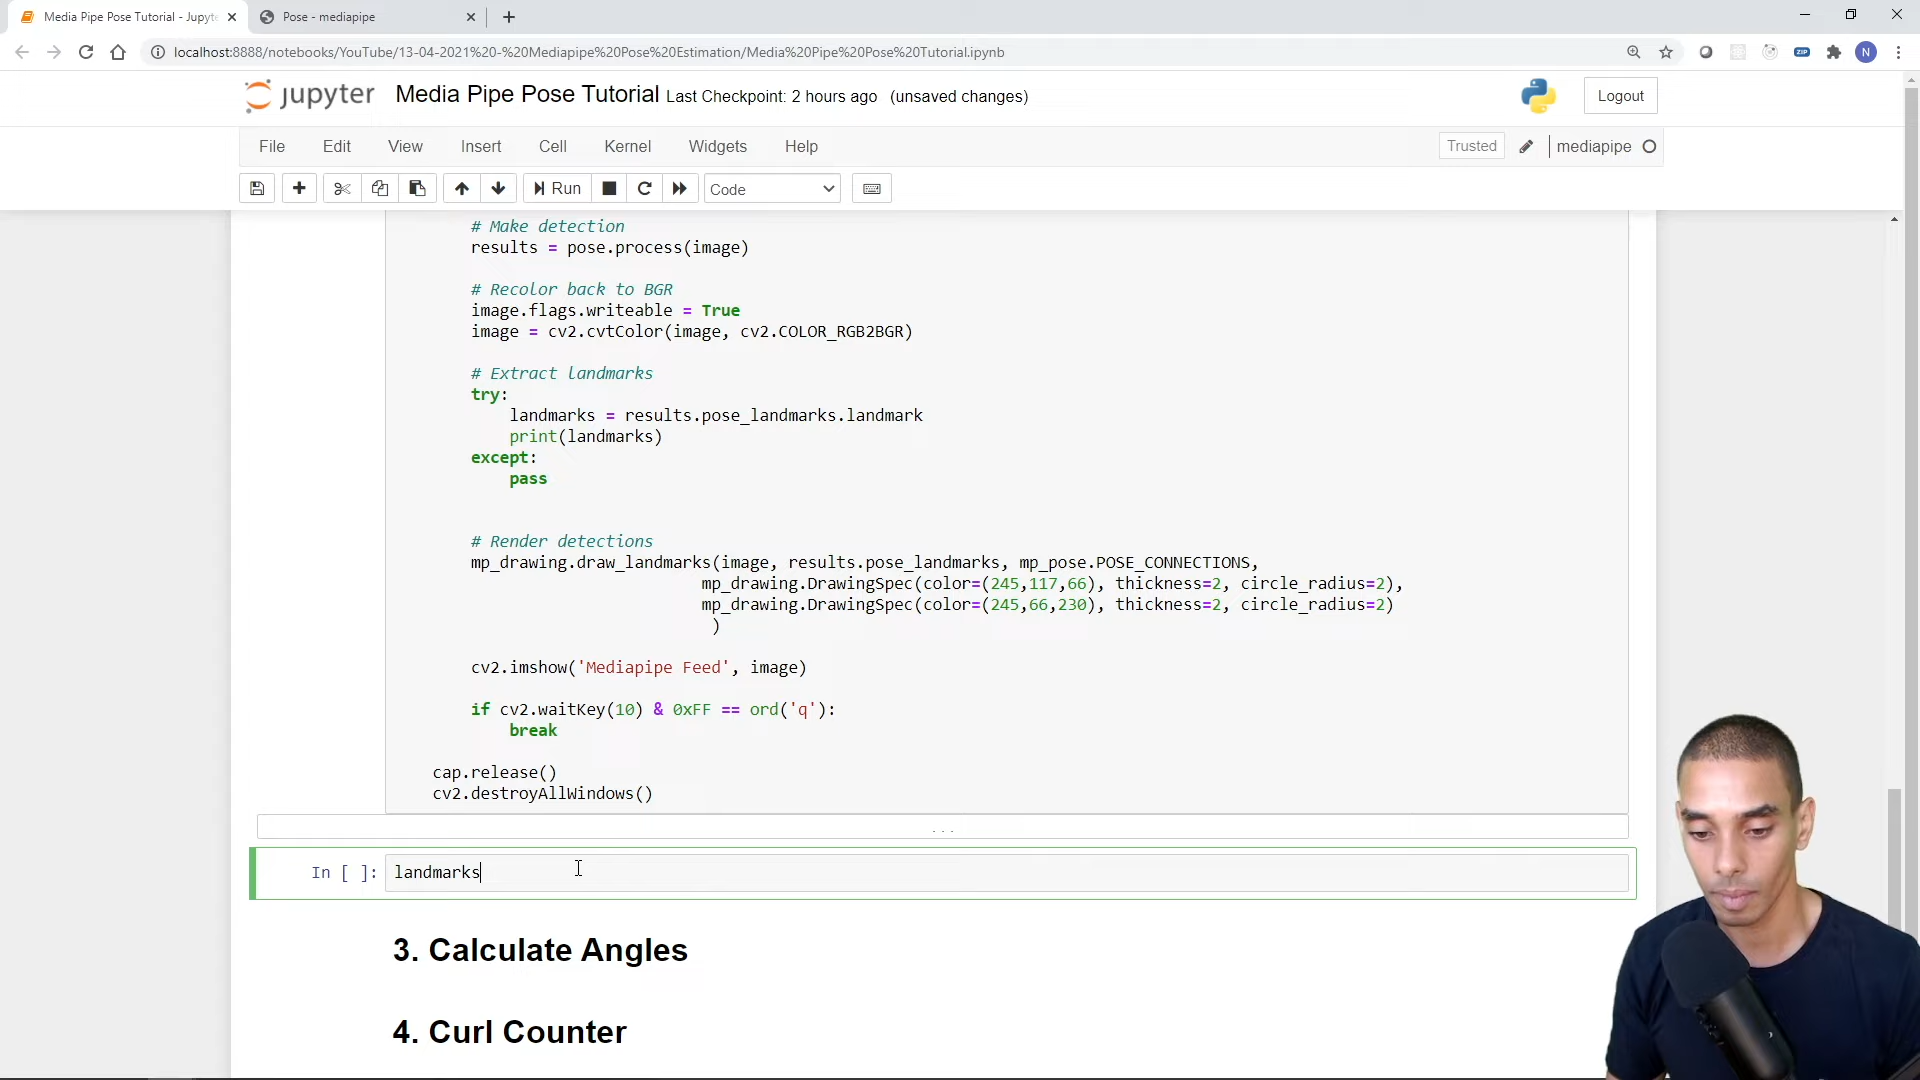 Media Pipe Pose Tutorial - Jupyte
Pose - mediapipe
localhost:8888/notebooks/YouTube/13-04-2021%20-%20Mediapipe%20Pose%20Estimation/Media%20Pipe%20Pose%20Tutorial.ipynb
ZIP
N
jupyter Media Pipe Pose Tutorial Last Checkpoint: 2 hours ago (unsaved changes)
Logout
File Edit View Insert Cell Kernel Widgets Help
Trusted
mediapipe
Run
Code
# Make detection
results = pose.process(image)
# Recolor back to BGR
image.flags.writeable = True
image = cv2.cvtColor(image, cv2.COLOR_RGB2BGR)
# Extract landmarks
try:
landmarks = results.pose_landmarks.landmark
print(landmarks)
except:
pass
# Render detections
mp_drawing.draw_landmarks(image, results.pose_landmarks, mp_pose.POSE_CONNECTIONS,
mp_drawing.DrawingSpec(color=(245,117,66), thickness=2, circle_radius=2),
mp_drawing.DrawingSpec(color=(245,66,230), thickness=2, circle_radius=2)
)
cv2.imshow('Mediapipe Feed', image)
if cv2.waitKey(10) & 0xFF == ord('q'):
break
cap.release()
cv2.destroyAllWindows()
...
In [ ]: landmarks
3. Calculate Angles
4. Curl Counter